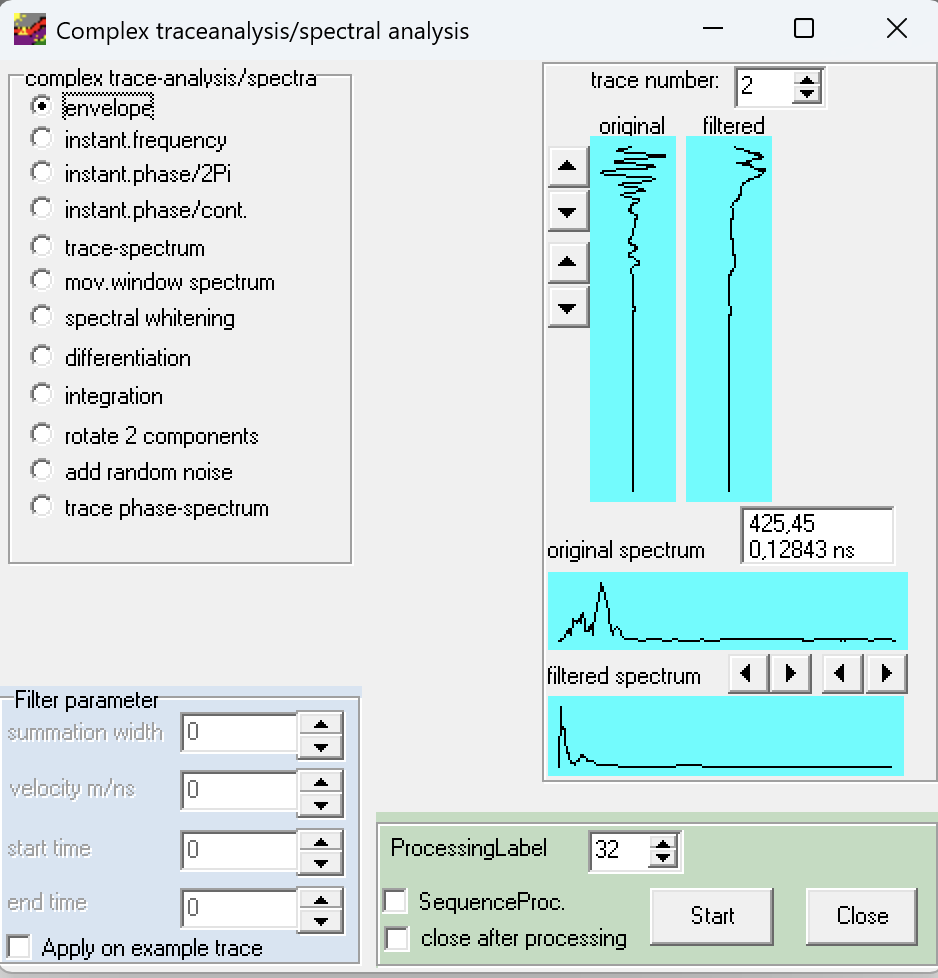 Complex traceanalysis/spectral analysis
complex trace-analysis/spectra
envelope
instant.frequency
instant.phase/2Pi
instant.phase/cont.
trace-spectrum
mov.window spectrum
spectral whitening
differentiation
integration
rotate 2 components
add random noise
trace phase-spectrum
trace number: 2
original filtered
425,45
0,12843 ns
original spectrum
filtered spectrum
Filter parameter
summation width 0
velocity m/ns 0
start time 0
end time 0
Apply on example trace
ProcessingLabel 32
SequenceProc.
close after processing
Start Close